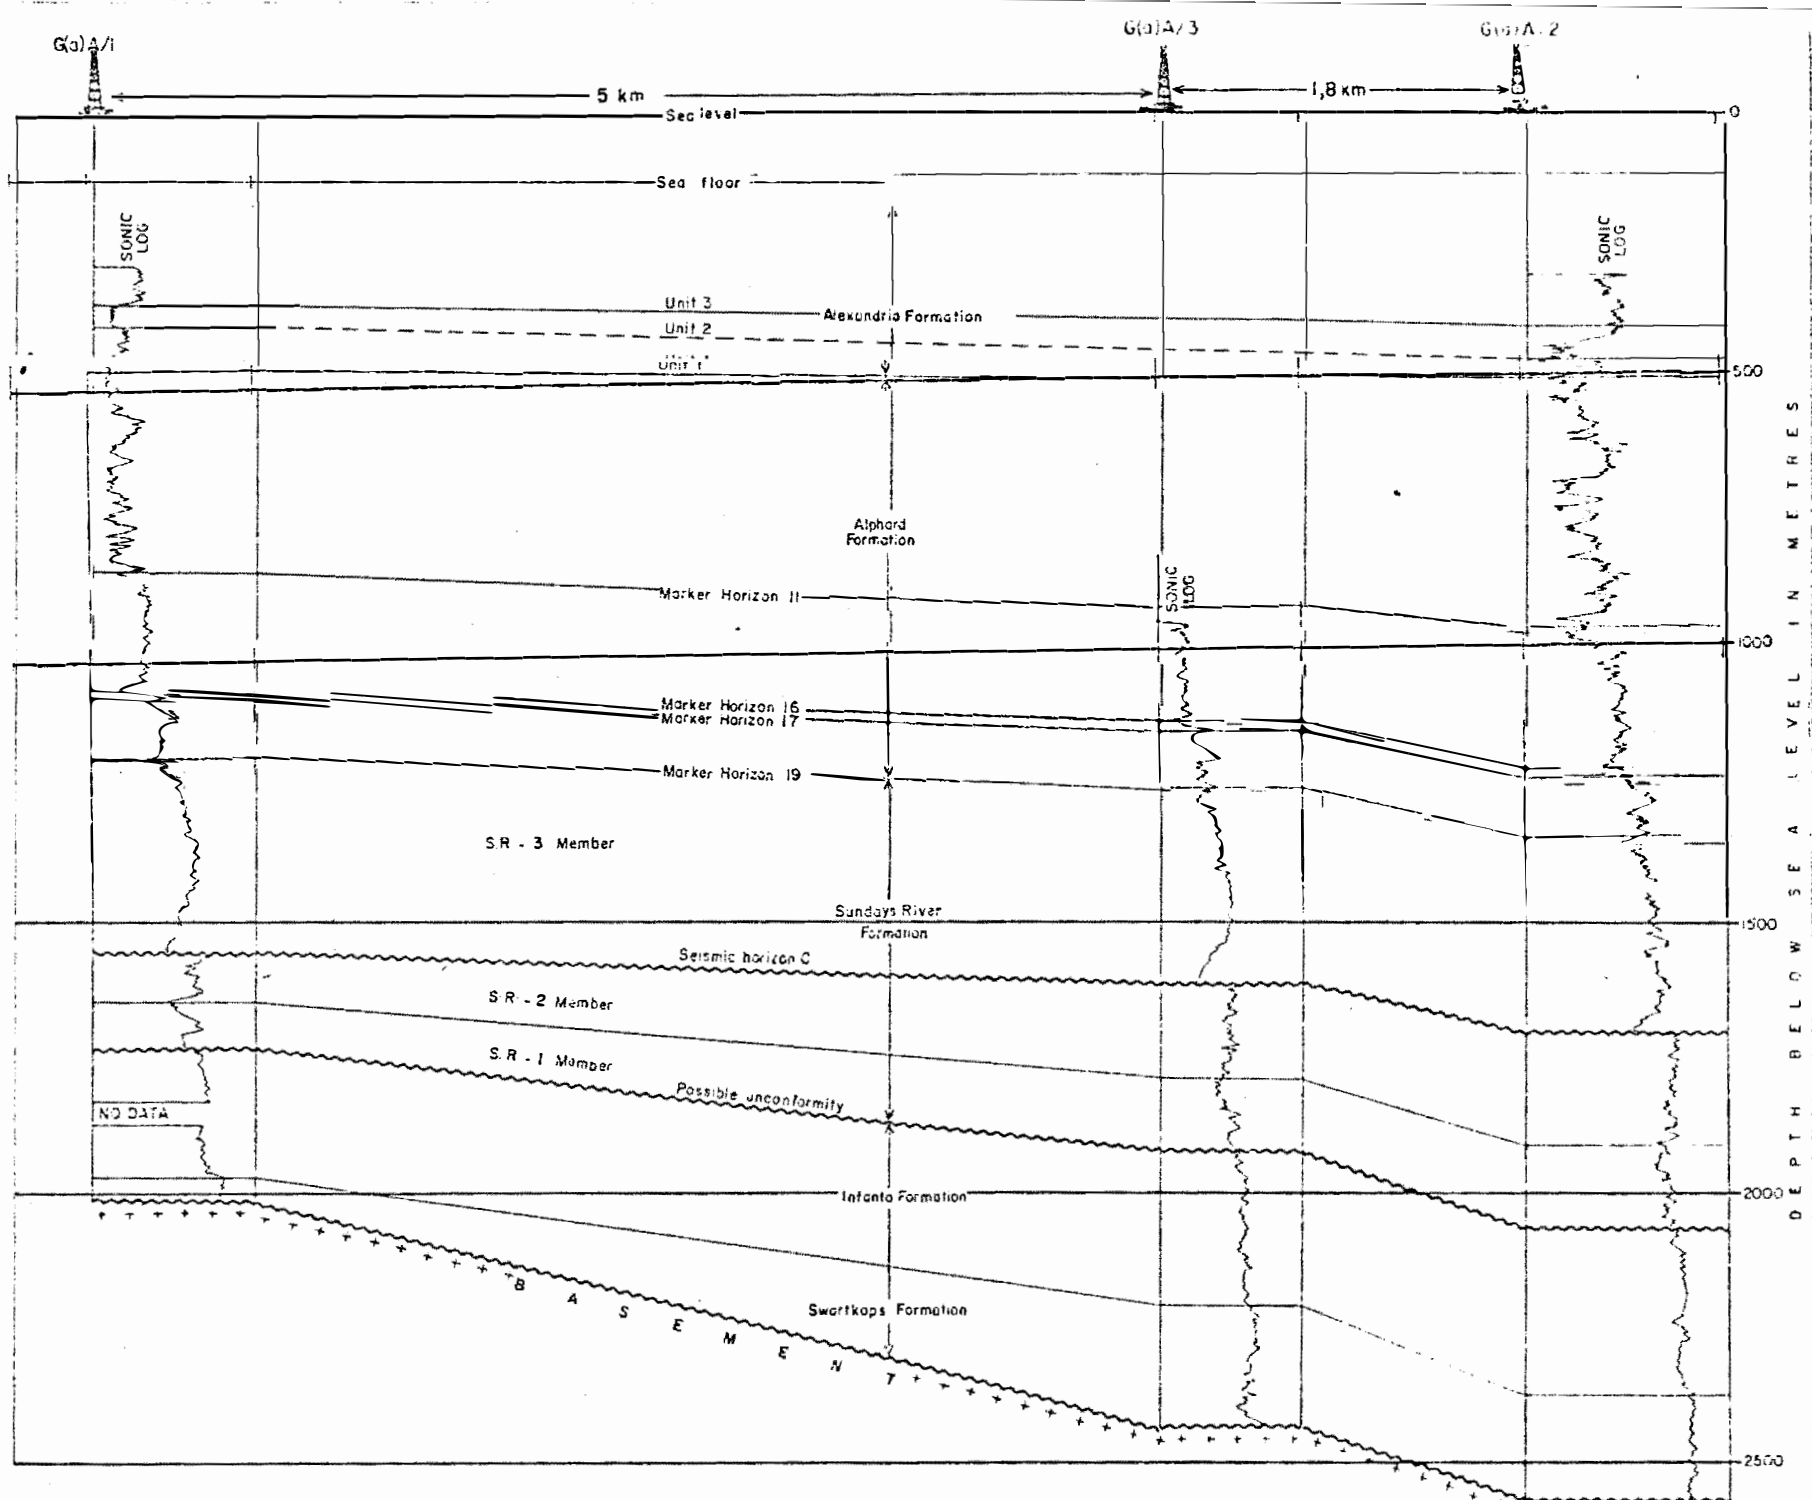 G(a)A/1
G(a)A/3
G(a)A/2
5 km
1,8 km
Sea level
0
Sea floor
SONIC
LOG
SONIC
LOG
Unit 3
Alexandria Formation
Unit 2
Unit 1
500
Alphard
Formation
Marker Horizon 11
SONIC
LOG
1000
Marker Horizon 16
Marker Horizon 17
Marker Horizon 19
S.R - 3 Member
Sundays River
Formation
1500
Seismic horizon C
S.R - 2 Member
S.R - 1 Member
Possible unconformity
NO DATA
Infanta Formation
2000
BASEMENT
Swartkops Formation
2500
DEPTH BELOW SEA LEVEL IN METRES